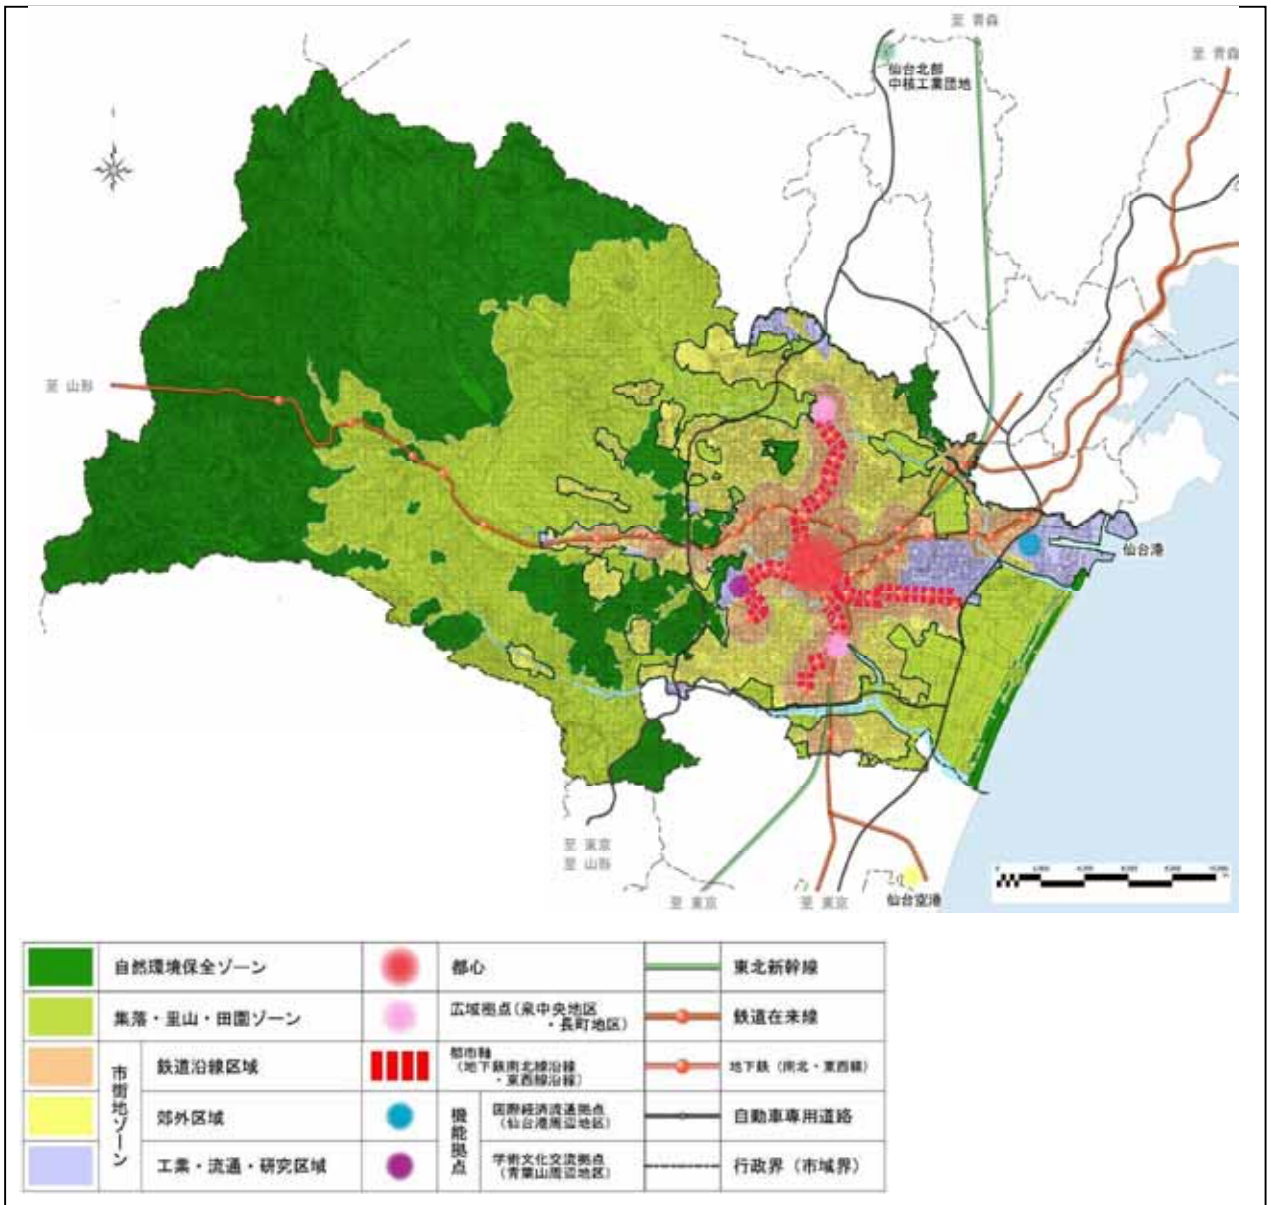 至 青森
至 青森
仙台北部
中核工業団地
至 山形
仙台港
至 東京
至 山形
至 東京
至 東京
仙台空港
自然環境保全ゾーン
都心
東北新幹線
集落・里山・田園ゾーン
広域拠点(泉中央地区
・長町地区)
鉄道在来線
市街地ゾーン
鉄道沿線区域
都市軸
(地下鉄南北線沿線
・東西線沿線)
地下鉄(南北・東西線)
郊外区域
機能拠点
国際経済流通拠点
(仙台港周辺地区)
自動車専用道路
工業・流通・研究区域
学術文化交流拠点
(青葉山周辺地区)
行政界(市域界)